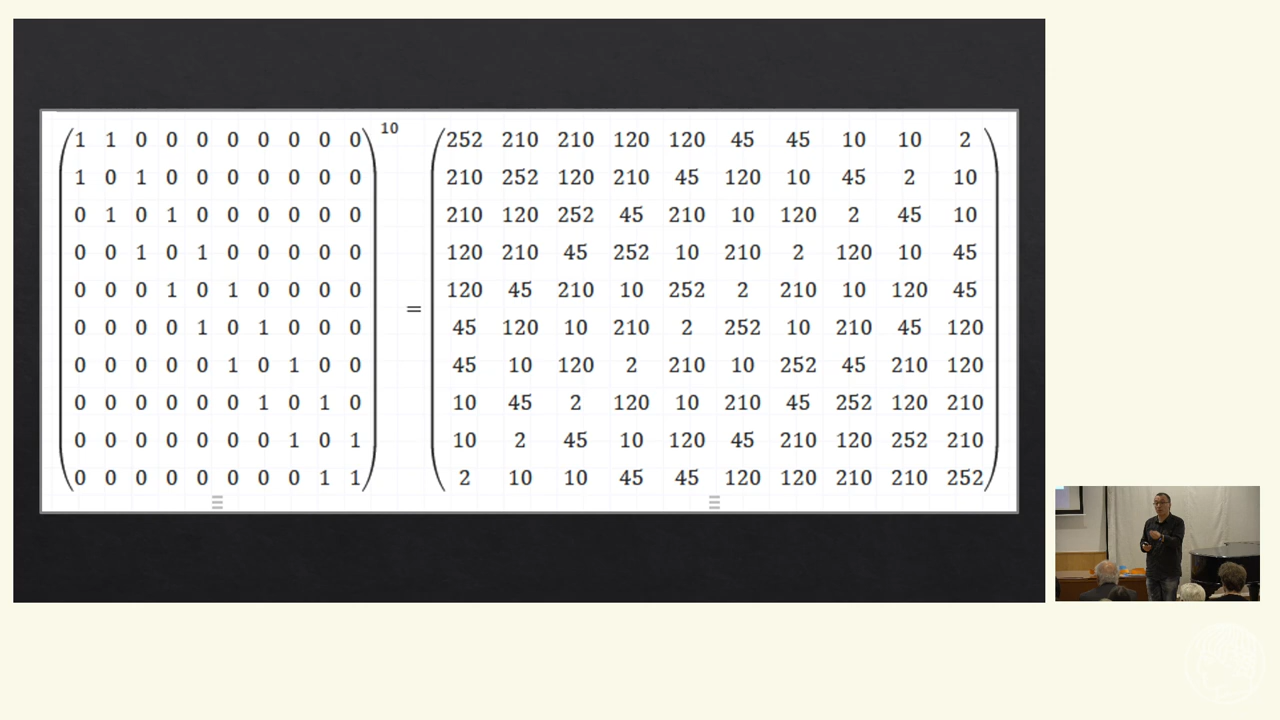 1 1 0 0 0 0 0 0 0 0 10 252 210 210 120 120 45 45 10 10 2
1 0 1 0 0 0 0 0 0 0 210 252 120 210 45 120 10 45 2 10
0 1 0 1 0 0 0 0 0 0 210 120 252 45 210 10 120 2 45 10
0 0 1 0 1 0 0 0 0 0 120 210 45 252 10 210 2 120 10 45
0 0 0 1 0 1 0 0 0 0 = 120 45 210 10 252 2 210 10 120 45
0 0 0 0 1 0 1 0 0 0 45 120 10 210 2 252 10 210 45 120
0 0 0 0 0 1 0 1 0 0 45 10 120 2 210 10 252 45 210 120
0 0 0 0 0 0 1 0 1 0 10 45 2 120 10 210 45 252 120 210
0 0 0 0 0 0 0 1 0 1 10 2 45 10 120 45 210 120 252 210
0 0 0 0 0 0 0 0 1 1 2 10 10 45 45 120 120 210 210 252